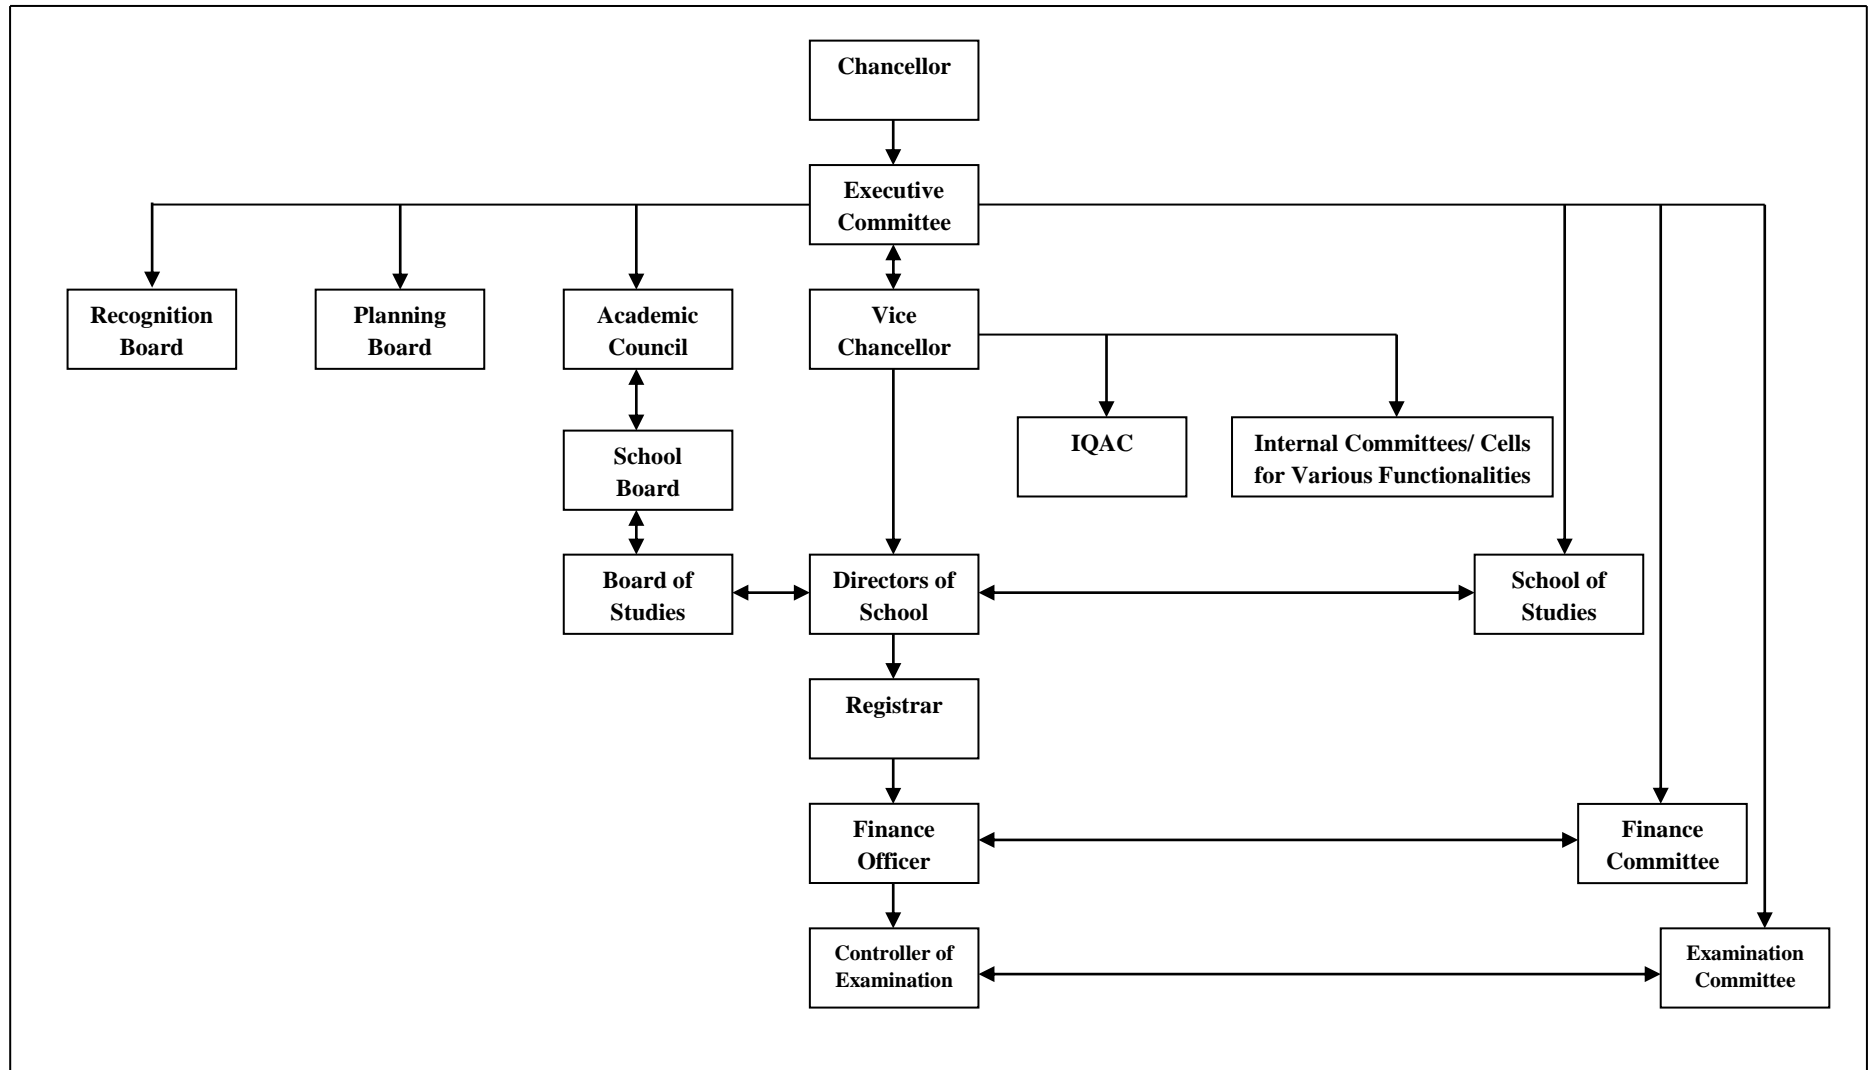 Chancellor
Executive
Committee
Recognition
Board
Planning
Board
Academic
Council
Vice
Chancellor
School
Board
IQAC
Internal Committees/ Cells
for Various Functionalities
Board of
Studies
Directors of
School
School of
Studies
Registrar
Finance
Officer
Finance
Committee
Controller of
Examination
Examination
Committee